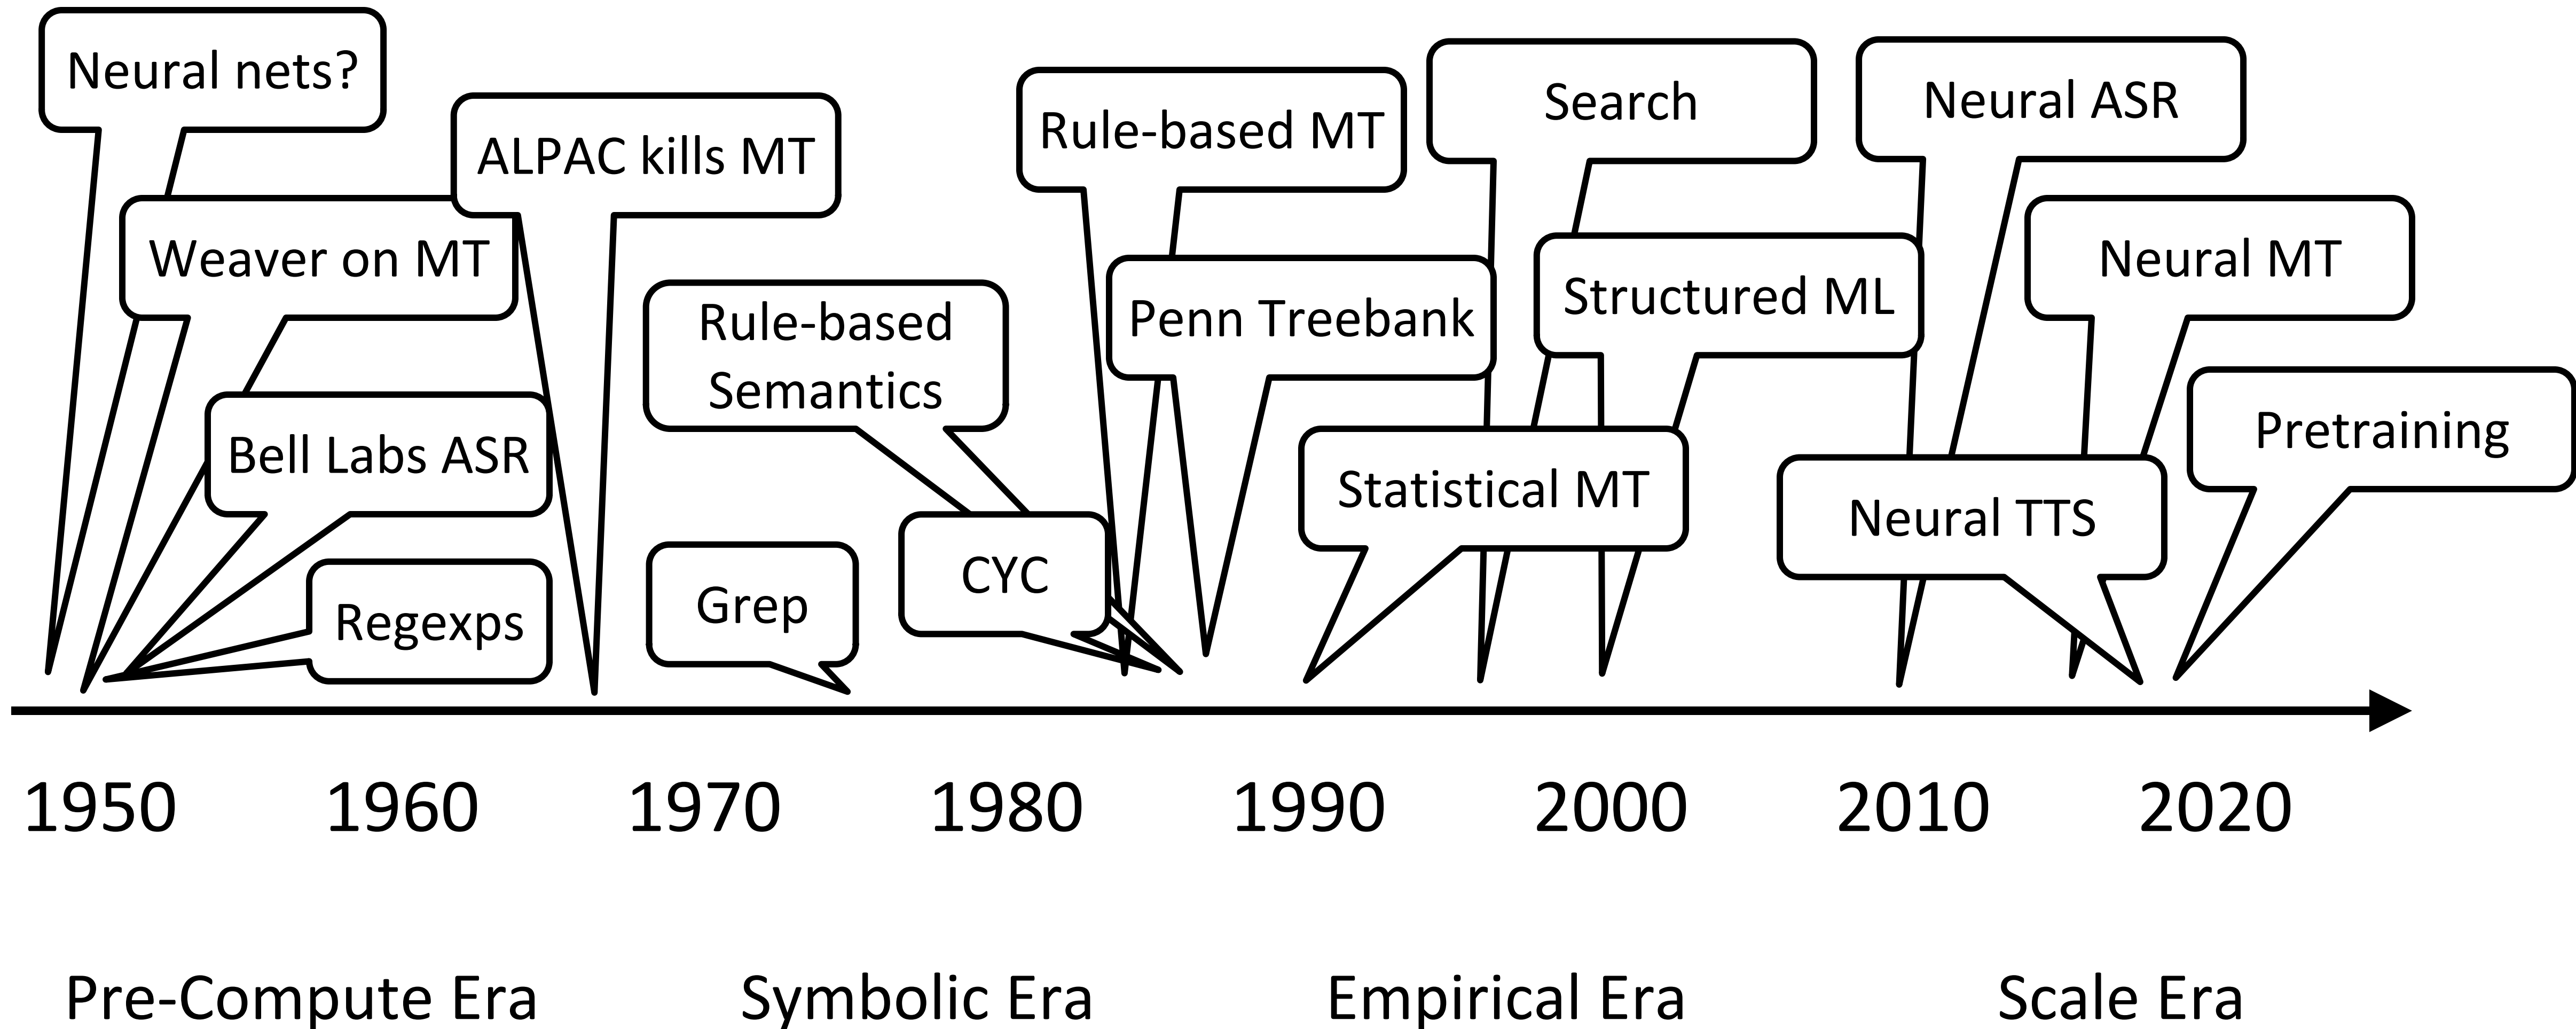 Neural nets?
Weaver on MT
Bell Labs ASR
Regexps
ALPAC kills MT
Rule-based
Semantics
Grep
CYC
Rule-based MT
Penn Treebank
Search
Structured ML
Statistical MT
Neural ASR
Neural MT
Neural TTS
Pretraining
1950 1960 1970 1980 1990 2000 2010 2020
Pre-Compute Era Symbolic Era Empirical Era Scale Era